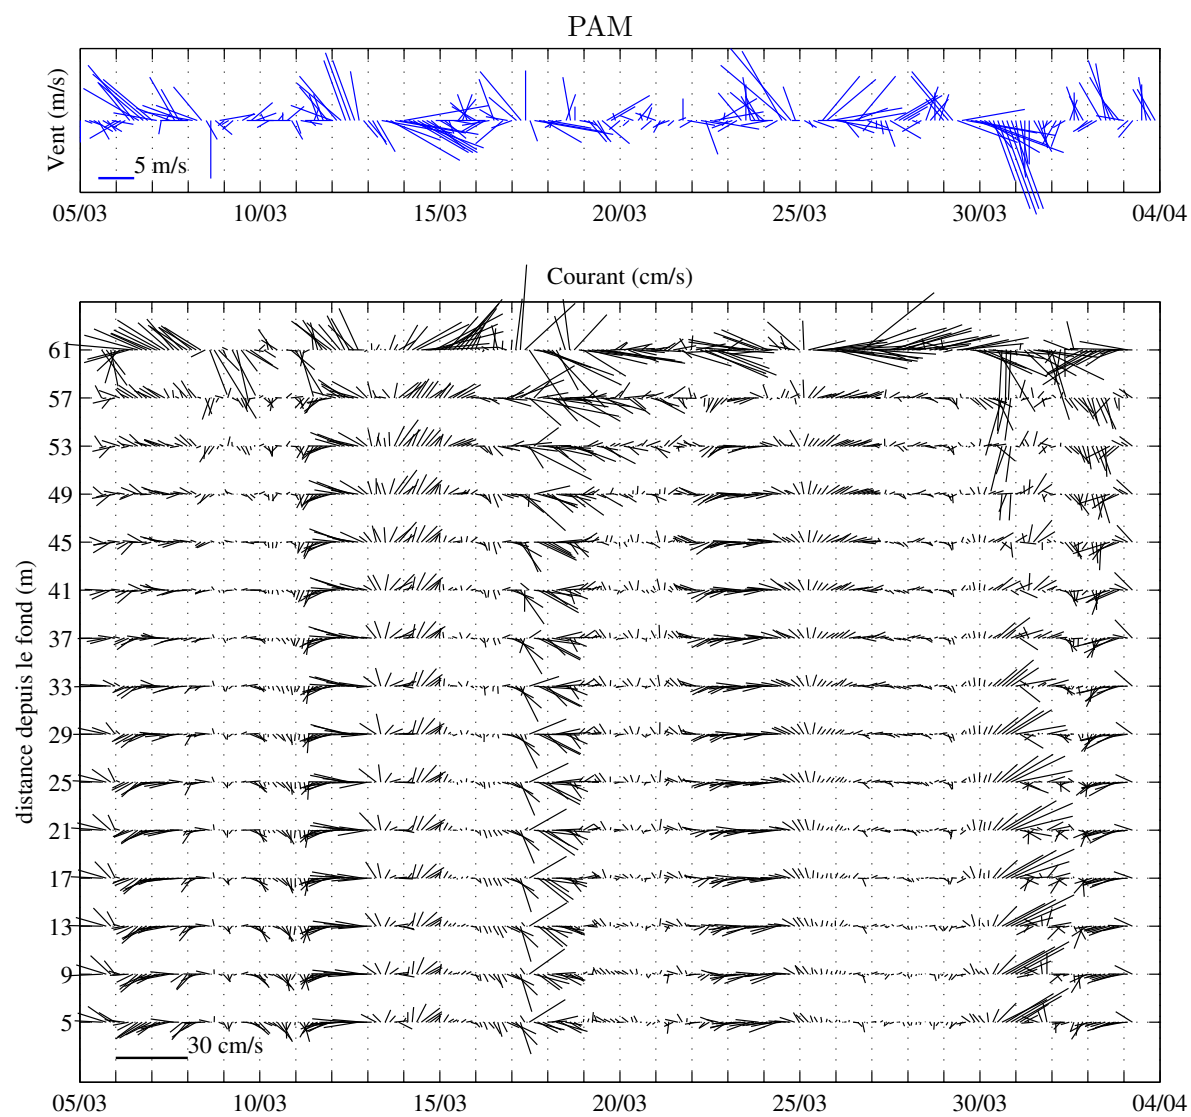 PAM
Vent (m/s)
5 m/s
05/03 10/03 15/03 20/03 25/03 30/03 04/04
Courant (cm/s)
distance depuis le fond (m)
61
57
53
49
45
41
37
33
29
25
21
17
13
9
5
30 cm/s
05/03 10/03 15/03 20/03 25/03 30/03 04/04